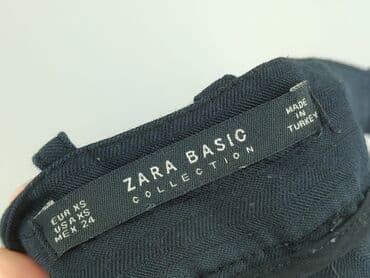 EUR XS
USA XS
MEX 24
ZARA BASIC
COLLECTION
MADE
IN
TURKEY